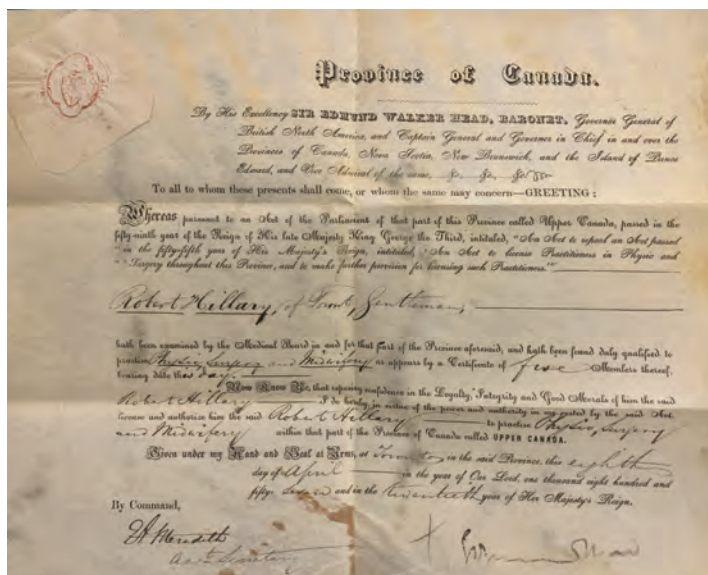 Province of Canada.
By His Excellency SIR EDMUND WALKER HEAD, BARONET, Governor General of
British North America, and Captain General and Governor in Chief in and over the
Provinces of Canada, Nova Scotia, New Brunswick, and the Island of Prince
Edward, and Vice Admiral of the same, &c. &c. &c.
To all to whom these presents shall come, or whom the same may concern—GREETING:
Whereas pursuant to an Act of the Parliament of that part of this Province called Upper Canada, passed in the
fifty-ninth year of the Reign of His late Majesty King George the Third, intituled, "An Act to repeal an Act passed
"in the fifty-fifth year of His Majesty's Reign, intituled, 'An Act to license Practitioners in Physic and
"'Surgery throughout this Province, and to make further provision for licensing such Practitioners.'"
Robert Hillary, of Toronto, Gentleman,
hath been examined by the Medical Board in and for that part of the Province aforesaid, and hath been found duly qualified to
practise Physic, Surgery and Midwifery as appears by a Certificate of five Members thereof,
bearing date this day.
Now Know Ye, that reposing confidence in the Loyalty, Integrity and Good Morals of him the said
Robert Hillary I do hereby, in virtue of the power and authority in me vested by the said Act,
license and authorise him the said Robert Hillary to practise Physic, Surgery
and Midwifery within that part of the Province of Canada called UPPER CANADA.
Given under my Hand and Seal at Arms, at Toronto in the said Province, this eighth
day of April in the year of Our Lord, one thousand eight hundred and
fifty- and in the twentieth year of Her Majesty's Reign.
By Command,
E A Meredith
Secretary
Head